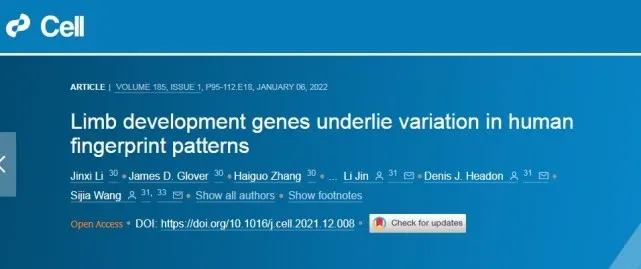 Cell
ARTICLE | VOLUME 185, ISSUE 1, P95-112.E18, JANUARY 06, 2022
Limb development genes underlie variation in human
fingerprint patterns
Jinxi Li 30 • James D. Glover 30 • Haiguo Zhang 30 • ... Li Jin 31 • Denis J. Headon 31 •
Sijia Wang 31, 33 • Show all authors • Show footnotes
Open Access • DOI: https://doi.org/10.1016/j.cell.2021.12.008 • Check for updates